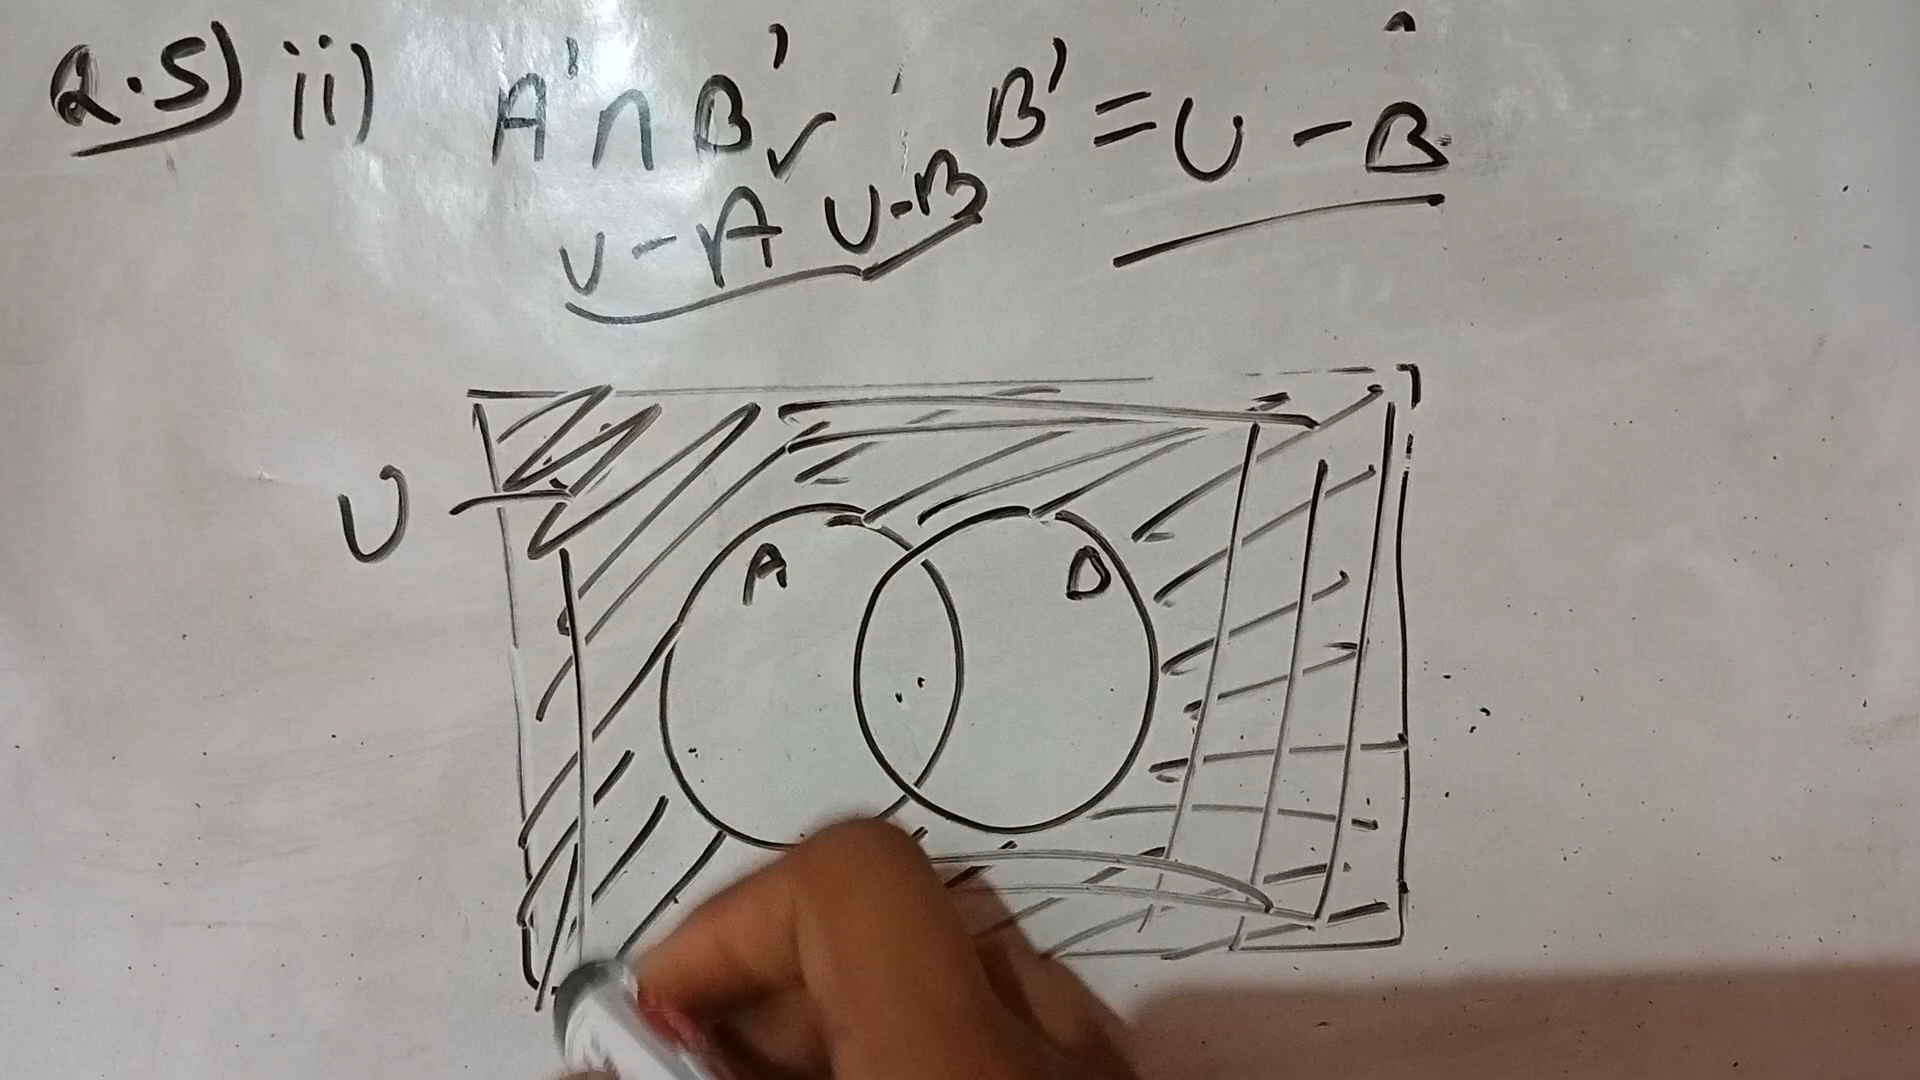 Q.5) ii) A' ∩ B' B' = U - B
U - A U - B
U
A B